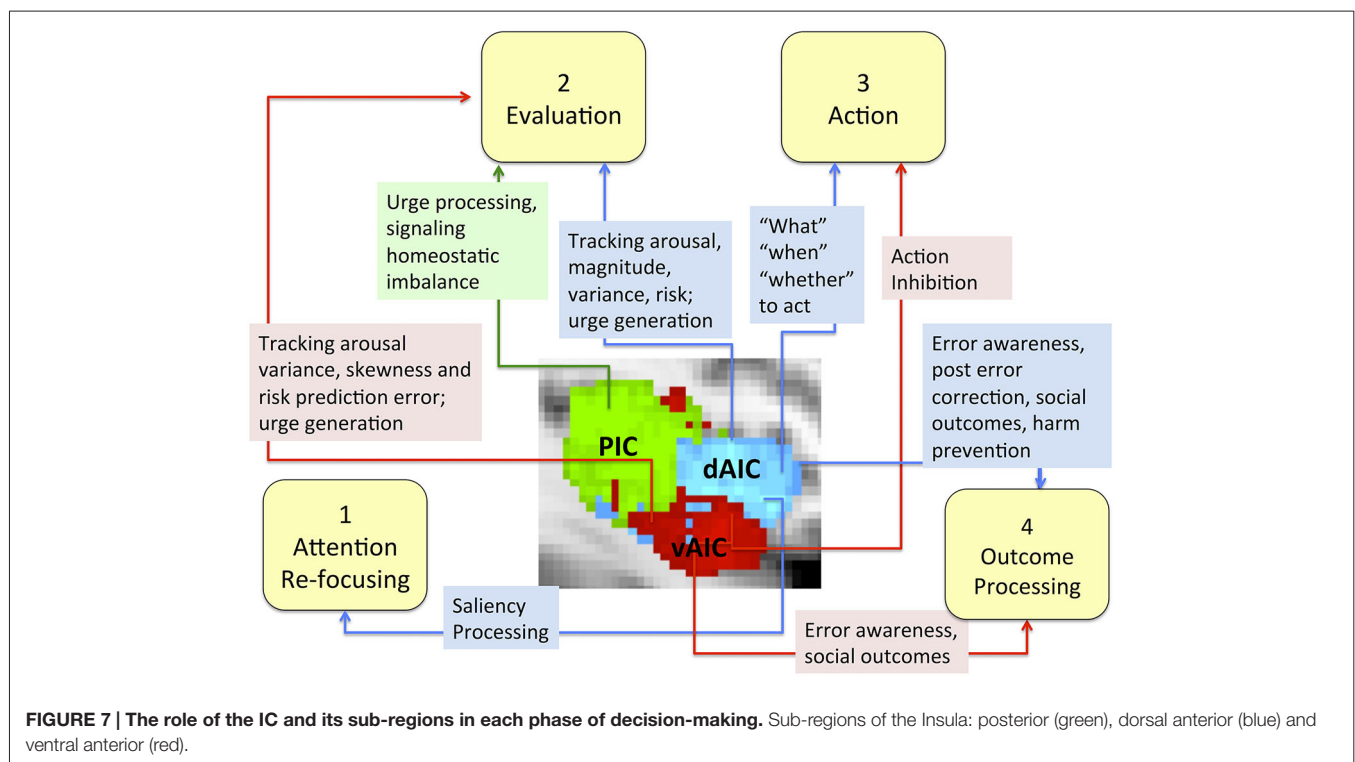 2
Evaluation
3
Action
Urge processing,
signaling
homeostatic
imbalance
Tracking arousal,
magnitude,
variance, risk;
urge generation
“What”
“when”
“whether”
to act
Action
Inhibition
Tracking arousal
variance, skewness and
risk prediction error;
urge generation
Error awareness,
post error
correction, social
outcomes, harm
prevention
PIC
dAIC
vAIC
1
Attention
Re-focusing
4
Outcome
Processing
Saliency
Processing
Error awareness,
social outcomes
FIGURE 7 | The role of the IC and its sub-regions in each phase of decision-making. Sub-regions of the Insula: posterior (green), dorsal anterior (blue) and
ventral anterior (red).